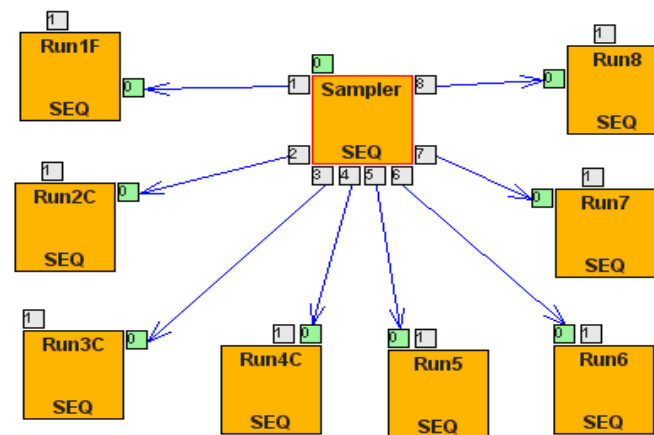 1
Run1F
0
SEQ
0
1
Sampler
8
2
SEQ
7
3
4
5
6
1
Run8
0
SEQ
1
Run2C
0
SEQ
1
Run7
0
SEQ
1
Run3C
0
SEQ
1
0
Run4C
SEQ
0
1
Run5
SEQ
0
1
Run6
SEQ